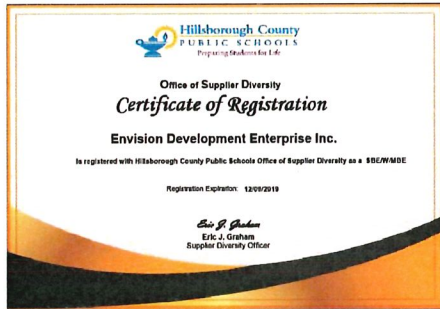 Hillsborough County
PUBLIC SCHOOLS
Preparing Students for Life
Office of Supplier Diversity
Certificate of Registration
Envision Development Enterprise Inc.
is registered with Hillsborough County Public Schools Office of Supplier Diversity as a SBE/W/MBE
Registration Expiration: 12/09/2019
Eric J. Graham
Eric J. Graham
Supplier Diversity Officer